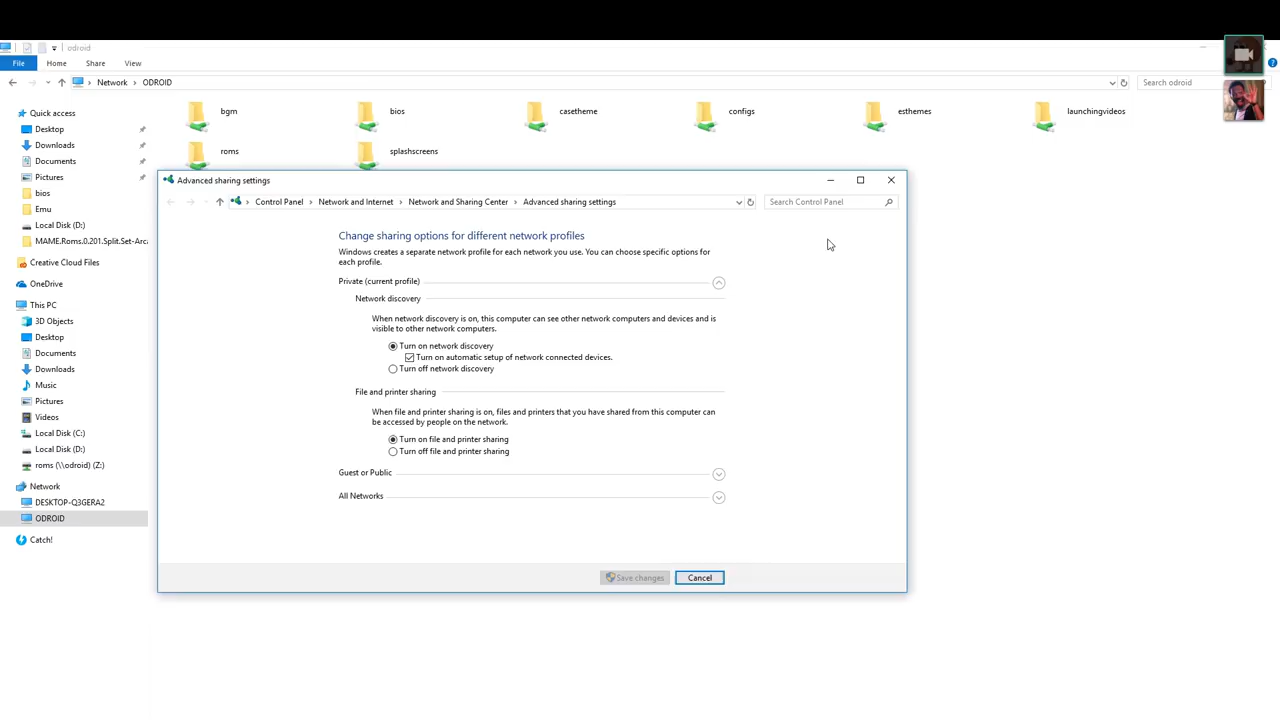 odroid
File Home Share View
› Network › ODROID
Search odroid
Quick access
Desktop
Downloads
Documents
Pictures
bios
Emu
Local Disk (D:)
MAME.Roms.0.201.Split.Set-Arca
Creative Cloud Files
OneDrive
This PC
3D Objects
Desktop
Documents
Downloads
Music
Pictures
Videos
Local Disk (C:)
Local Disk (D:)
roms (\\odroid) (Z:)
Network
DESKTOP-Q3GERA2
ODROID
Catch!
bgm bios casetheme configs esthemes launchingvideos
roms splashscreens
Advanced sharing settings
› Control Panel › Network and Internet › Network and Sharing Center › Advanced sharing settings
Search Control Panel
Change sharing options for different network profiles
Windows creates a separate network profile for each network you use. You can choose specific options for
each profile.
Private (current profile)
Network discovery
When network discovery is on, this computer can see other network computers and devices and is
visible to other network computers.
Turn on network discovery
Turn on automatic setup of network connected devices.
Turn off network discovery
File and printer sharing
When file and printer sharing is on, files and printers that you have shared from this computer can
be accessed by people on the network.
Turn on file and printer sharing
Turn off file and printer sharing
Guest or Public
All Networks
Save changes Cancel